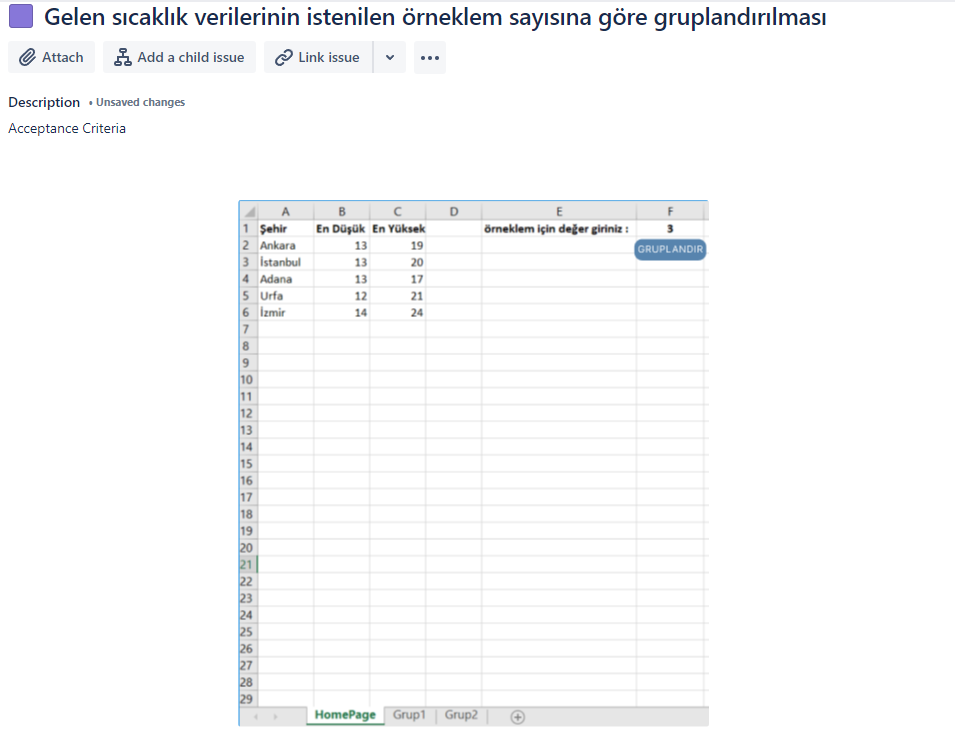 Gelen sıcaklık verilerinin istenilen örneklem sayısına göre gruplandırılması
Attach Add a child issue Link issue
Description • Unsaved changes
Acceptance Criteria
A B C D E F
1 Şehir En Düşük En Yüksek örneklem için değer giriniz : 3
2 Ankara 13 19 GRUPLANDIR
3 İstanbul 13 20
4 Adana 13 17
5 Urfa 12 21
6 İzmir 14 24
7
8
9
10
11
12
13
14
15
16
17
18
19
20
21
22
23
24
25
26
27
28
29
HomePage Grup1 Grup2